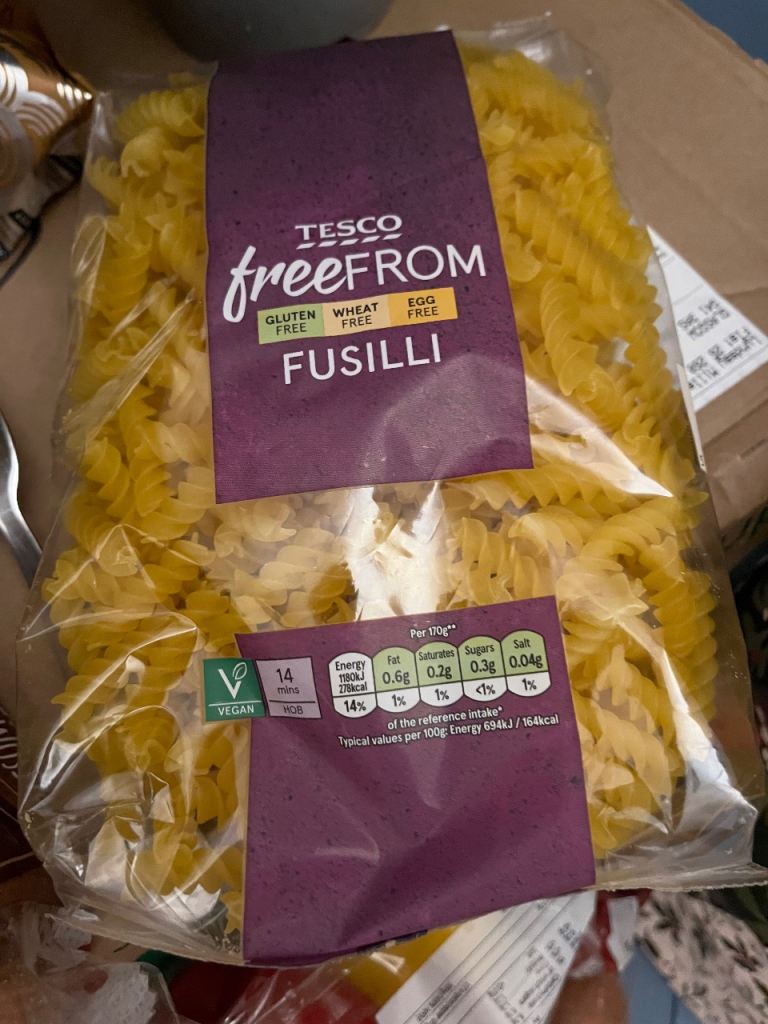 TESCO
freeFROM
GLUTEN FREE
WHEAT FREE
EGG FREE
FUSILLI
VEGAN
14 mins
HOB
Per 170g**
Energy 1180kJ 278kcal 14%
Fat 0.6g 1%
Saturates 0.2g 1%
Sugars 0.3g <1%
Salt 0.04g 1%
of the reference intake*
Typical values per 100g: Energy 694kJ / 164kcal